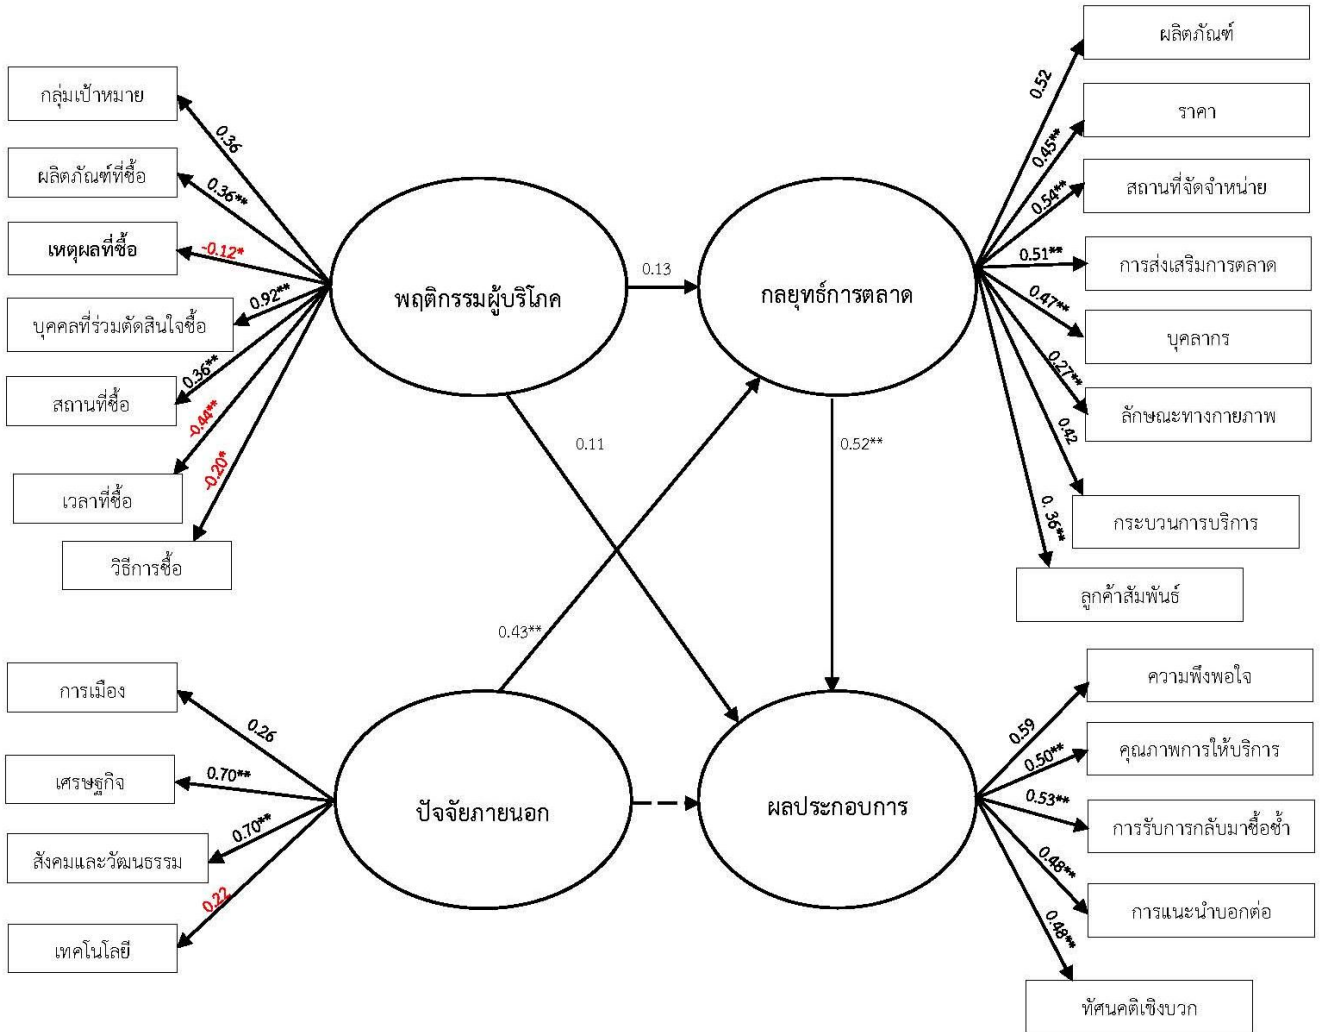 ผลิตภัณฑ์
0.52
กลุ่มเป้าหมาย
0.36
ราคา
0.45**
ผลิตภัณฑ์ที่ซื้อ
0.36**
สถานที่จัดจำหน่าย
0.54**
เหตุผลที่ซื้อ
-0.12*
การส่งเสริมการตลาด
0.51**
พฤติกรรมผู้บริโภค
0.13
กลยุทธ์การตลาด
บุคคลที่ร่วมตัดสินใจซื้อ
0.92**
บุคลากร
0.47**
สถานที่ซื้อ
0.36**
ลักษณะทางกายภาพ
0.27**
เวลาที่ซื้อ
-0.44**
0.11
0.52**
0.42
กระบวนการบริการ
วิธีการซื้อ
-0.20*
0. 36**
ลูกค้าสัมพันธ์
0.43**
การเมือง
0.26
ความพึงพอใจ
0.59
เศรษฐกิจ
0.70**
คุณภาพการให้บริการ
0.50**
ปัจจัยภายนอก
ผลประกอบการ
สังคมและวัฒนธรรม
0.70**
การรับการกลับมาซื้อซ้ำ
0.53**
เทคโนโลยี
0.22
การแนะนำบอกต่อ
0.48**
0.48**
ทัศนคติเชิงบวก